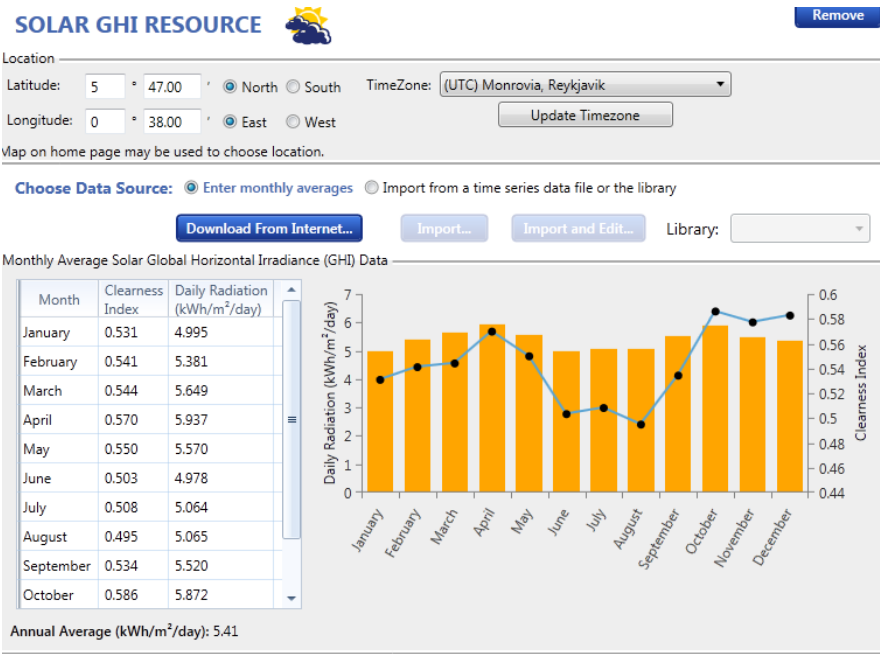 SOLAR GHI RESOURCE
Remove
Location
Latitude: 5 ° 47.00 ′ North South TimeZone: (UTC) Monrovia, Reykjavik
Longitude: 0 ° 38.00 ′ East West Update Timezone
Map on home page may be used to choose location.
Choose Data Source: Enter monthly averages Import from a time series data file or the library
Download From Internet... Import... Import and Edit... Library:
Monthly Average Solar Global Horizontal Irradiance (GHI) Data
Month Clearness Index Daily Radiation (kWh/m²/day)
January 0.531 4.995
February 0.541 5.381
March 0.544 5.649
April 0.570 5.937
May 0.550 5.570
June 0.503 4.978
July 0.508 5.064
August 0.495 5.065
September 0.534 5.520
October 0.586 5.872
Daily Radiation (kWh/m²/day)
7
6
5
4
3
2
1
0
January February March April May June July August September October November December
0.6
0.58
0.56
0.54
0.52
0.5
0.48
0.46
0.44
Clearness Index
Annual Average (kWh/m²/day): 5.41